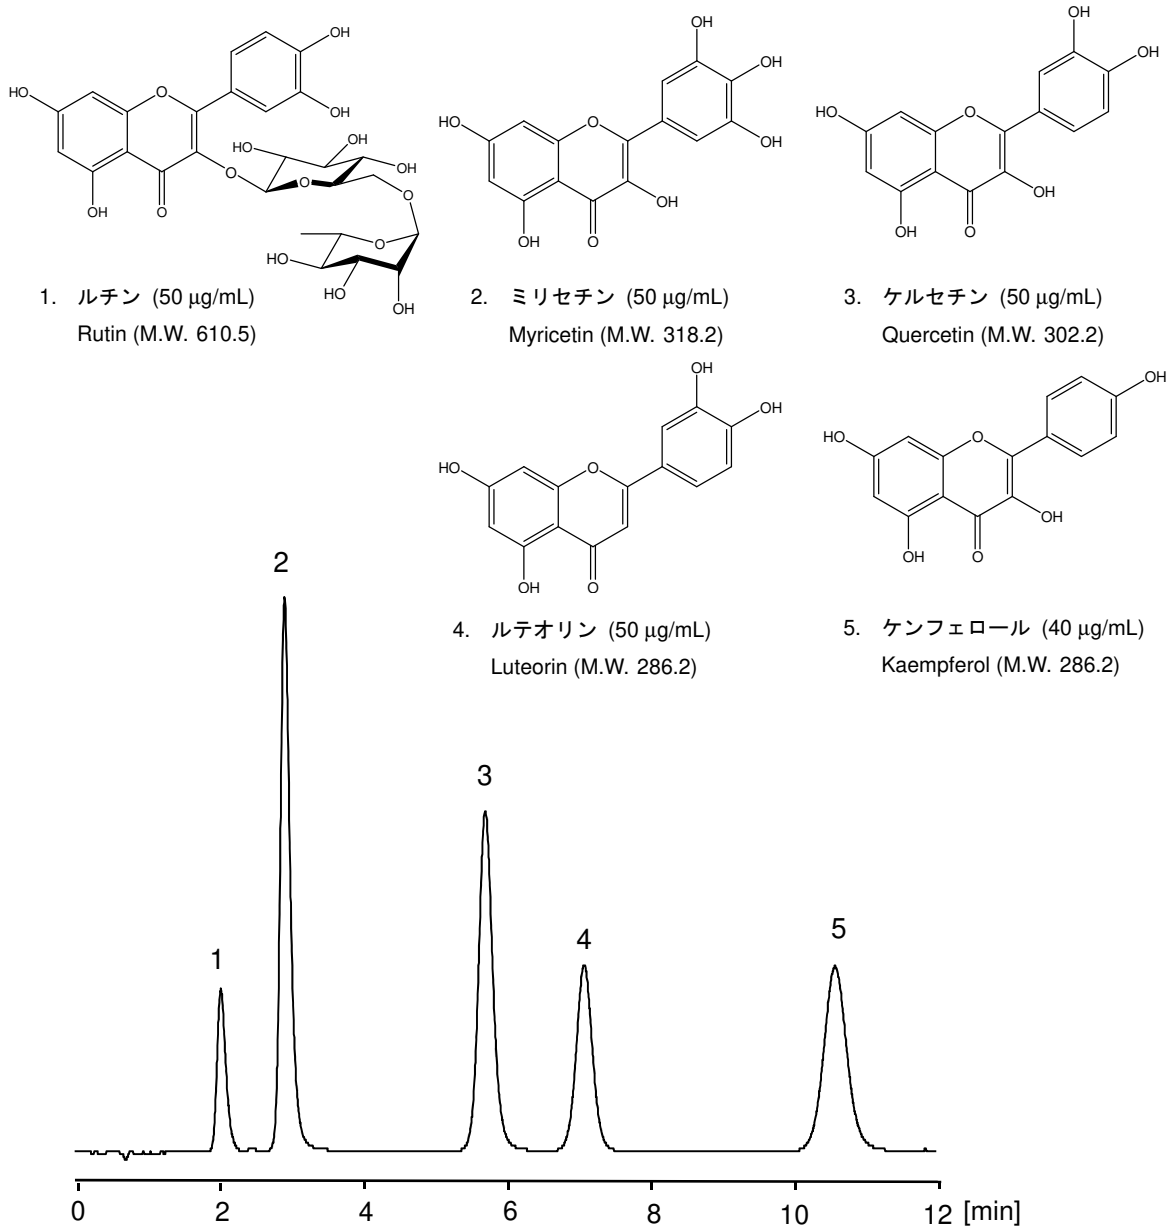 1. ルチン (50 μg/mL)
Rutin (M.W. 610.5)
2. ミリセチン (50 μg/mL)
Myricetin (M.W. 318.2)
3. ケルセチン (50 μg/mL)
Quercetin (M.W. 302.2)
4. ルテオリン (50 μg/mL)
Luteorin (M.W. 286.2)
5. ケンフェロール (40 μg/mL)
Kaempferol (M.W. 286.2)
OH
OH
HO
O
OH
O
O
HO
OH
OH
O
O
O
HO
HO
OH
OH
OH
OH
HO
O
OH
OH
O
OH
OH
OH
HO
O
OH
O
OH
OH
OH
HO
O
OH
O
OH
HO
O
OH
O
OH
1
2
3
4
5
0 2 4 6 8 10 12 [min]